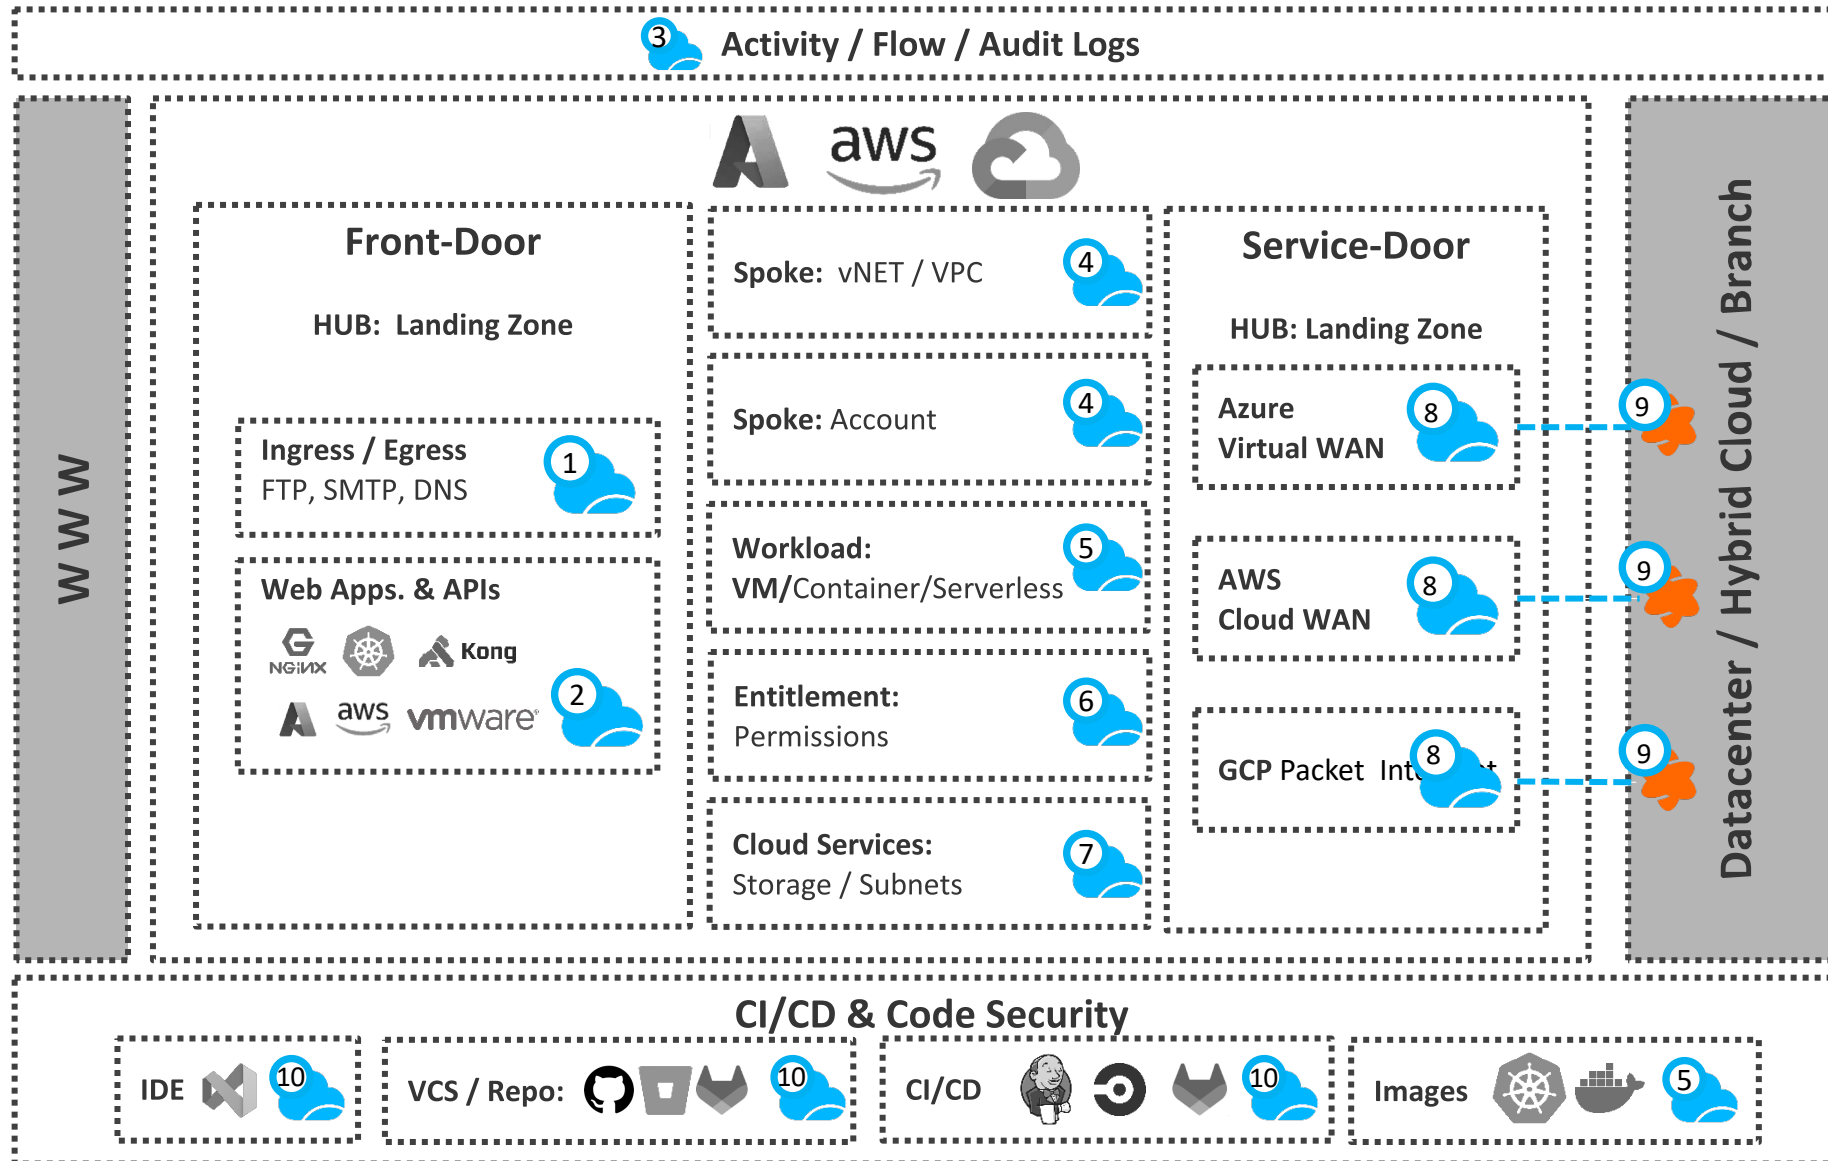 3 Activity / Flow / Audit Logs
W W W
aws
Front-Door
HUB: Landing Zone
Ingress / Egress
FTP, SMTP, DNS
1
Web Apps. & APIs
NGINX
Kong
aws
vmware
2
Spoke: vNET / VPC
4
Spoke: Account
4
Workload:
VM/Container/Serverless
5
Entitlement:
Permissions
6
Cloud Services:
Storage / Subnets
7
Service-Door
HUB: Landing Zone
Azure
Virtual WAN
8
9
AWS
Cloud WAN
8
9
GCP Packet
8
9
Datacenter / Hybrid Cloud / Branch
CI/CD & Code Security
IDE
10
VCS / Repo:
10
CI/CD
10
Images
5